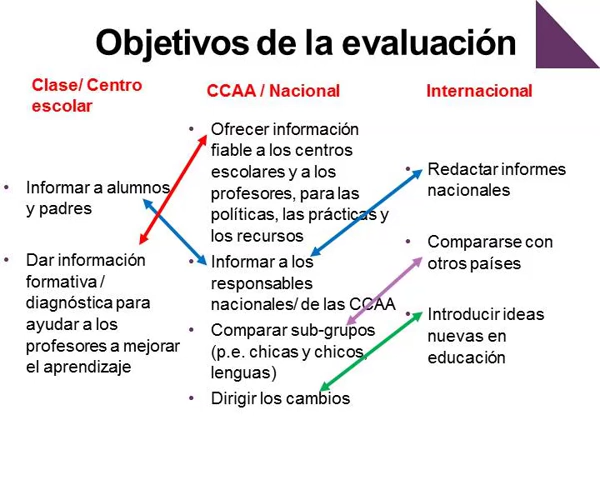 Objetivos de la evaluación
Clase/ Centro
escolar
• Informar a alumnos
y padres
• Dar información
formativa /
diagnóstica para
ayudar a los
profesores a mejorar
el aprendizaje
CCAA / Nacional
• Ofrecer información
fiable a los centros
escolares y a los
profesores, para las
políticas, las prácticas y
los recursos
• Informar a los
responsables
nacionales/ de las CCAA
• Comparar sub-grupos
(p.e. chicas y chicos,
lenguas)
• Dirigir los cambios
Internacional
• Redactar informes
nacionales
• Compararse con
otros países
• Introducir ideas
nuevas en
educación